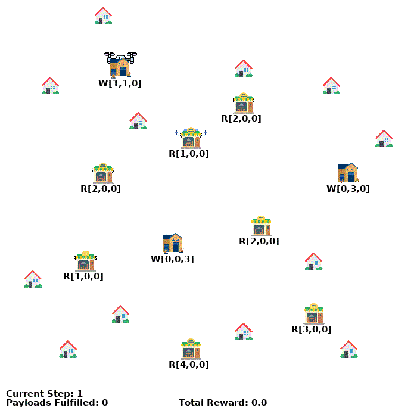 W[1,1,0]
R[2,0,0]
R[1,0,0]
R[2,0,0]
W[0,3,0]
R[2,0,0]
W[0,0,3]
R[1,0,0]
R[3,0,0]
R[4,0,0]
Current Step: 1
Payloads Fulfilled: 0 Total Reward: 0.0